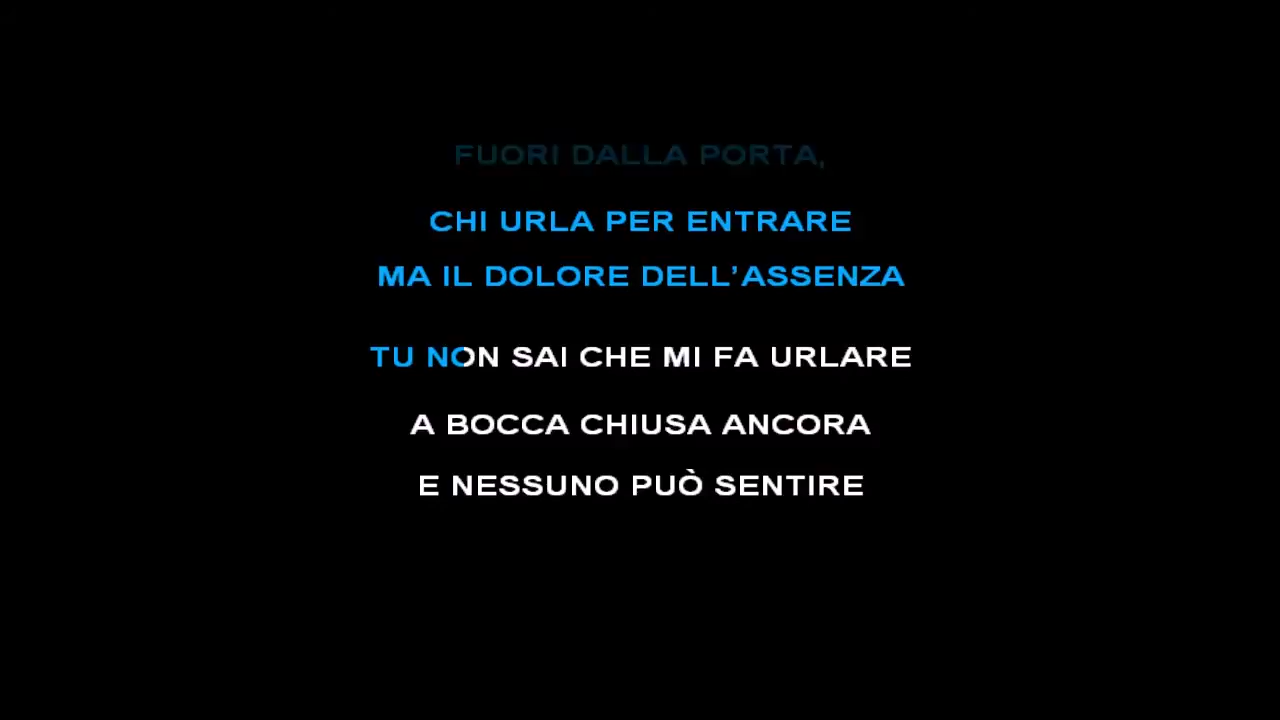 FUORI DALLA PORTA,
CHI URLA PER ENTRARE
MA IL DOLORE DELL’ASSENZA
TU NON SAI CHE MI FA URLARE
A BOCCA CHIUSA ANCORA
E NESSUNO PUÒ SENTIRE